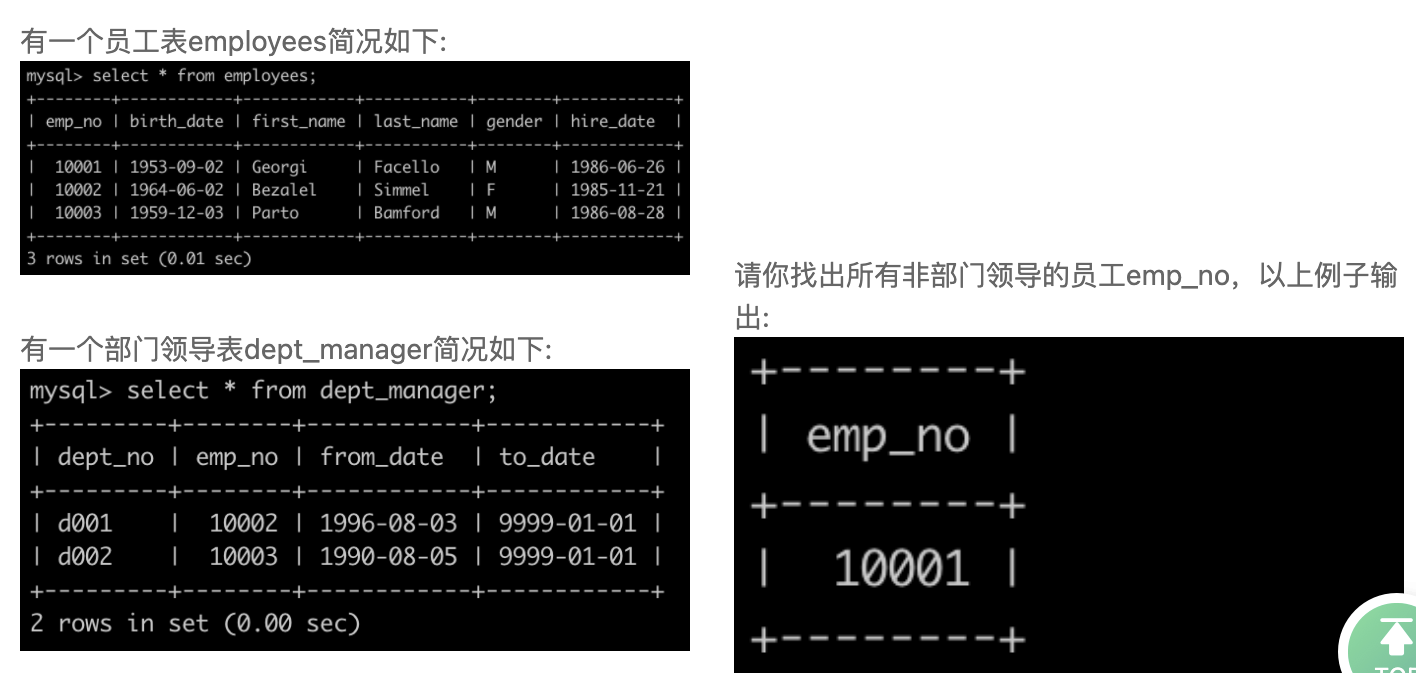 有一个员工表employees简况如下:
mysql> select * from employees;
+--------+------------+------------+-----------+--------+------------+
| emp_no | birth_date | first_name | last_name | gender | hire_date  |
+--------+------------+------------+-----------+--------+------------+
|  10001 | 1953-09-02 | Georgi     | Facello   | M      | 1986-06-26 |
|  10002 | 1964-06-02 | Bezalel    | Simmel    | F      | 1985-11-21 |
|  10003 | 1959-12-03 | Parto      | Bamford   | M      | 1986-08-28 |
+--------+------------+------------+-----------+--------+------------+
3 rows in set (0.01 sec)
有一个部门领导表dept_manager简况如下:
mysql> select * from dept_manager;
+---------+--------+------------+------------+
| dept_no | emp_no | from_date  | to_date    |
+---------+--------+------------+------------+
| d001    |  10002 | 1996-08-03 | 9999-01-01 |
| d002    |  10003 | 1990-08-05 | 9999-01-01 |
+---------+--------+------------+------------+
2 rows in set (0.00 sec)
请你找出所有非部门领导的员工emp_no，以上例子输
出:
+--------+
| emp_no |
+--------+
|  10001 |
+--------+